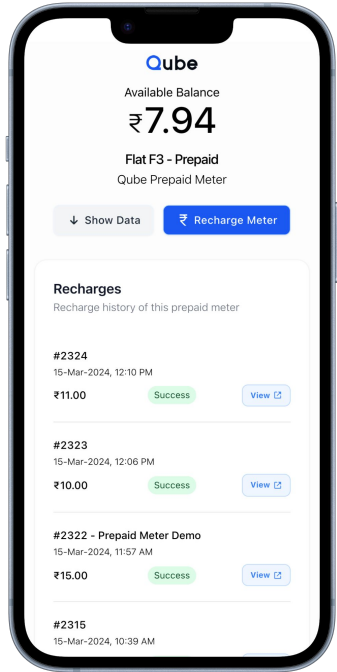 Qube
Available Balance
₹7.94
Flat F3 - Prepaid
Qube Prepaid Meter
↓ Show Data
₹ Recharge Meter
Recharges
Recharge history of this prepaid meter
#2324
15-Mar-2024, 12:10 PM
₹11.00 Success View
#2323
15-Mar-2024, 12:06 PM
₹10.00 Success View
#2322 - Prepaid Meter Demo
15-Mar-2024, 11:57 AM
₹15.00 Success View
#2315
15-Mar-2024, 10:39 AM